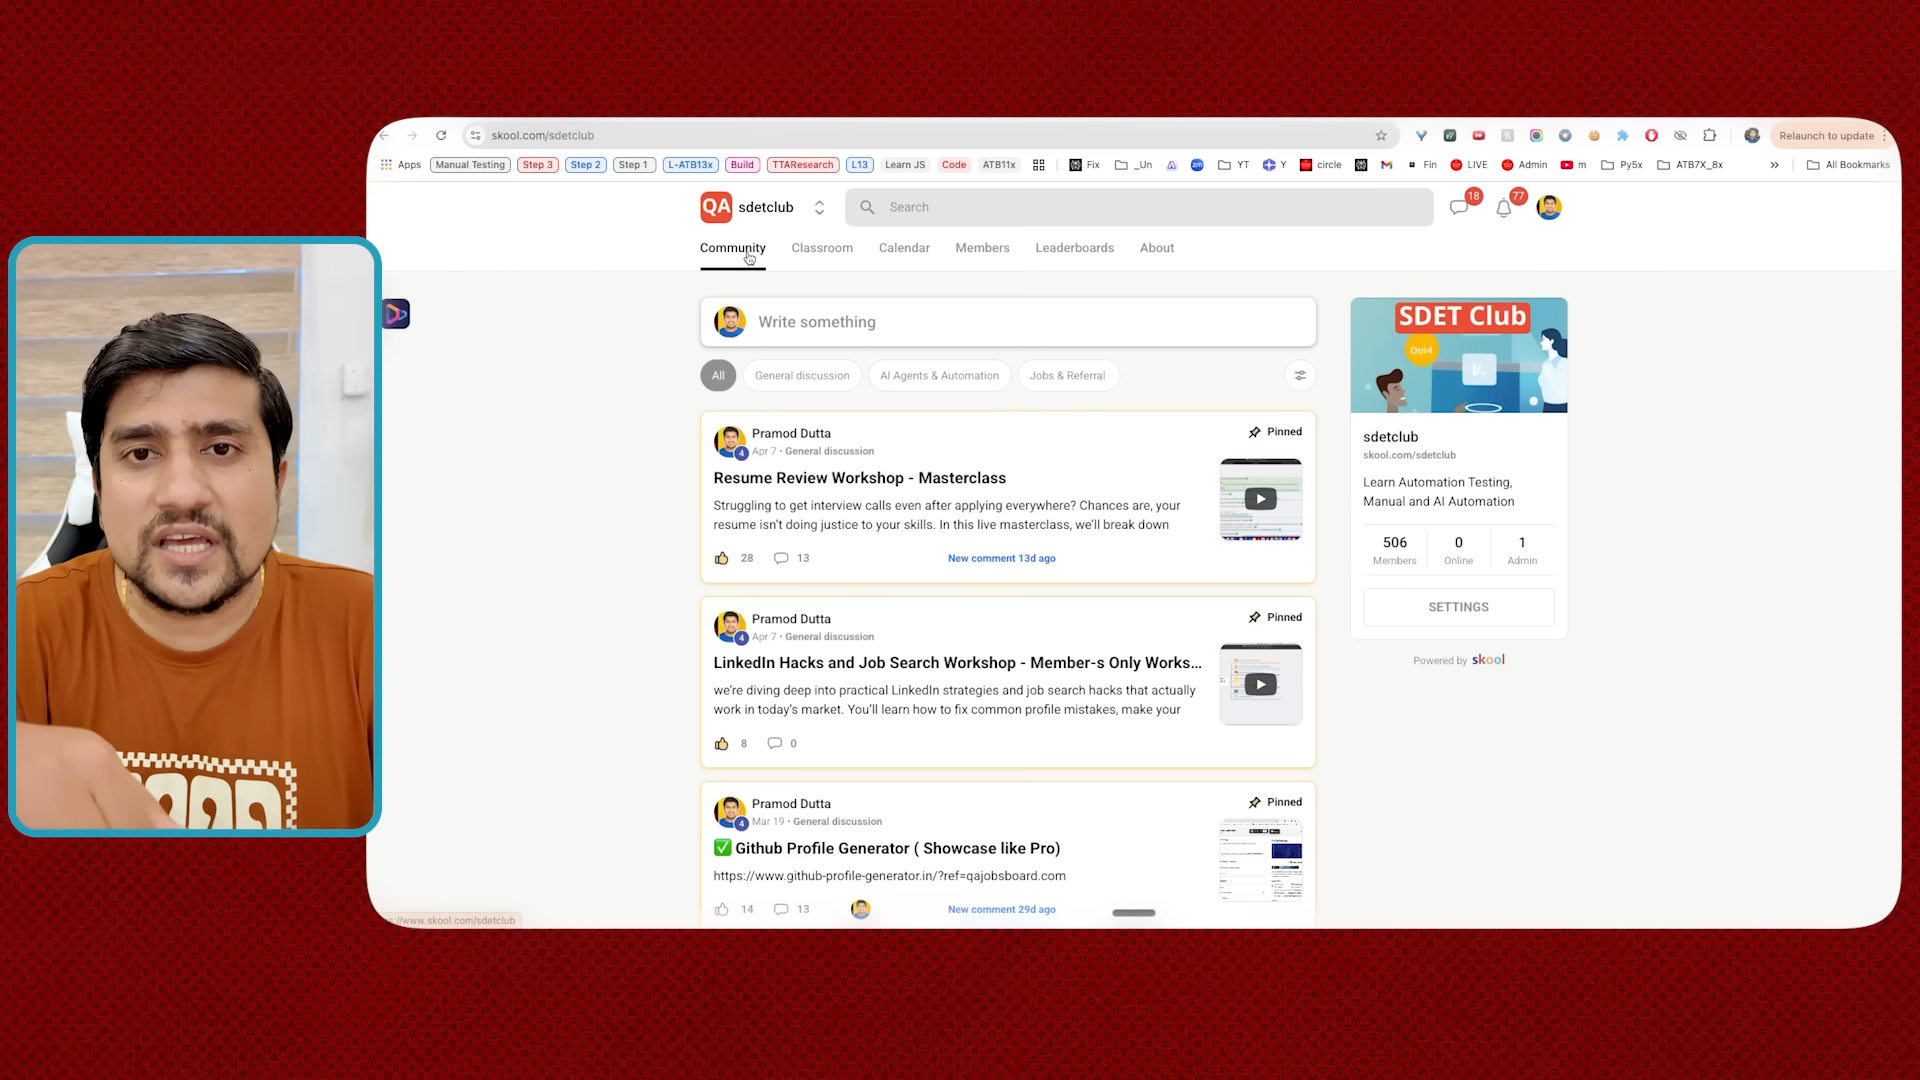 skool.com/sdetclub
Relaunch to update
Apps
Manual Testing
Step 3
Step 2
Step 1
L-ATB13x
Build
TTAResearch
L13
Learn JS
Code
ATB11x
Fix
_Un
zm
YT
Y
circle
Fin
LIVE
Admin
m
Py5x
ATB7X_8x
All Bookmarks
QA
sdetclub
Search
18
77
Community
Classroom
Calendar
Members
Leaderboards
About
Write something
All
General discussion
AI Agents & Automation
Jobs & Referral
Pramod Dutta
Pinned
4
Apr 7 • General discussion
Resume Review Workshop - Masterclass
Struggling to get interview calls even after applying everywhere? Chances are, your
resume isn't doing justice to your skills. In this live masterclass, we'll break down
28
13
New comment 13d ago
Pramod Dutta
Pinned
4
Apr 7 • General discussion
LinkedIn Hacks and Job Search Workshop - Member-s Only Works...
we're diving deep into practical LinkedIn strategies and job search hacks that actually
work in today's market. You'll learn how to fix common profile mistakes, make your
8
0
Pramod Dutta
Pinned
4
Mar 19 • General discussion
✅ Github Profile Generator ( Showcase like Pro)
https://www.github-profile-generator.in/?ref=qajobsboard.com
14
13
New comment 29d ago
SDET Club
sdetclub
skool.com/sdetclub
Learn Automation Testing,
Manual and AI Automation
506
Members
0
Online
1
Admin
SETTINGS
Powered by skool
s://www.skool.com/sdetclub